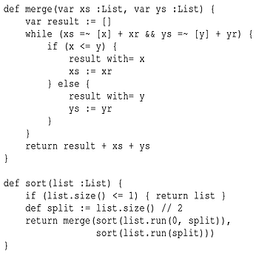 def merge(var xs :List, var ys :List) {
    var result := []
    while (xs =~ [x] + xr && ys =~ [y] + yr) {
        if (x <= y) {
            result with= x
            xs := xr
        } else {
            result with= y
            ys := yr
        }
    }
    return result + xs + ys
}

def sort(list :List) {
    if (list.size() <= 1) { return list }
    def split := list.size() // 2
    return merge(sort(list.run(0, split)),
                 sort(list.run(split)))
}